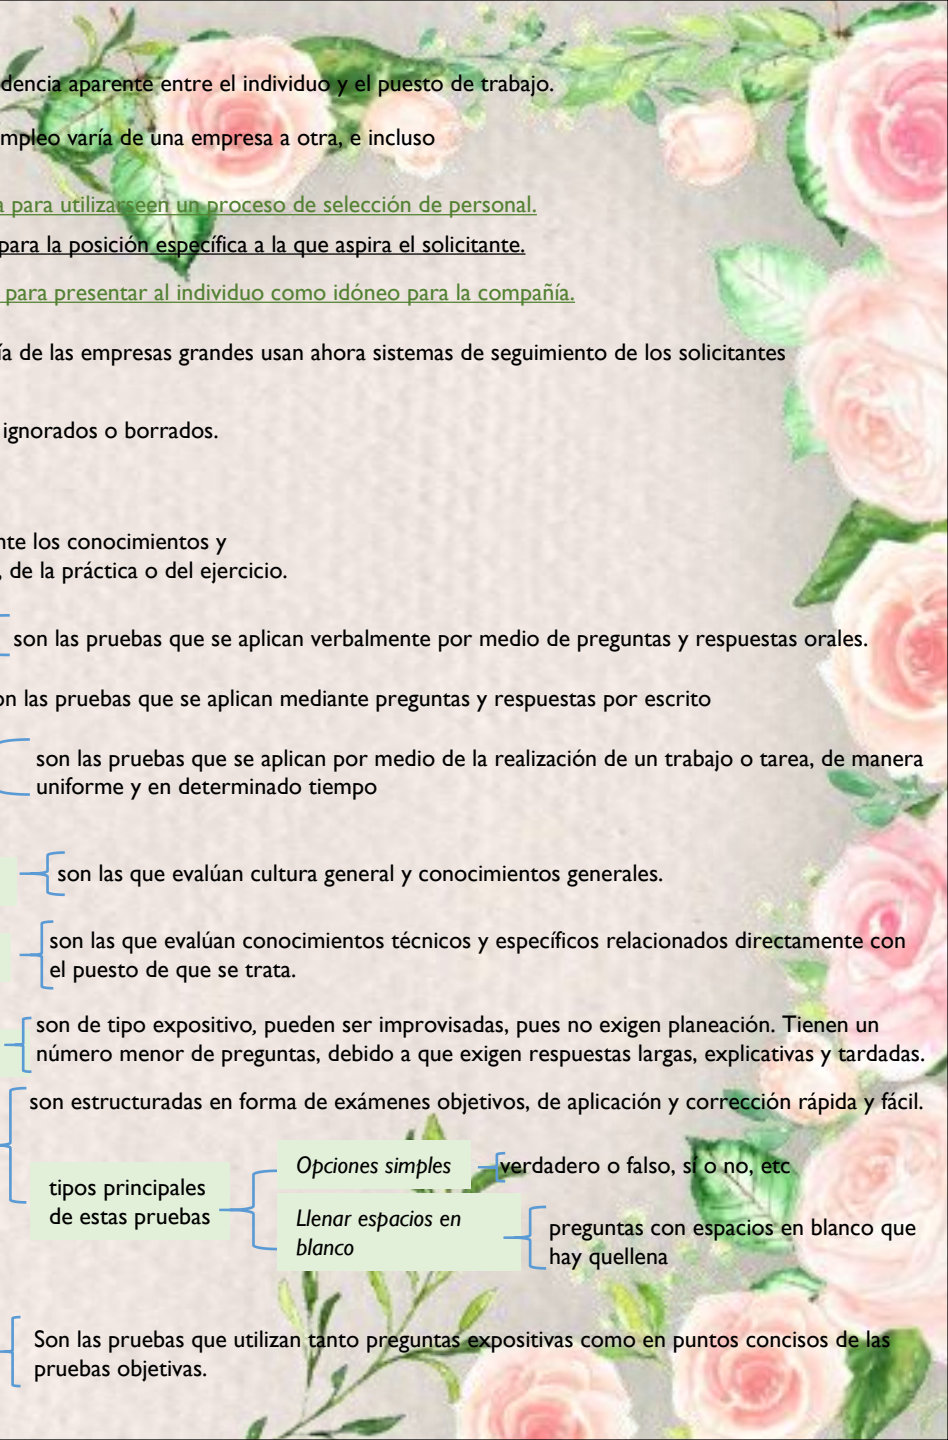 dencia aparente entre el individuo y el puesto de trabajo.
mpleo varía de una empresa a otra, e incluso
a para utilizarseen un proceso de selección de personal.
para la posición específica a la que aspira el solicitante.
para presentar al individuo como idóneo para la compañía.
ía de las empresas grandes usan ahora sistemas de seguimiento de los solicitantes
ignorados o borrados.
nte los conocimientos y
, de la práctica o del ejercicio.
son las pruebas que se aplican verbalmente por medio de preguntas y respuestas orales.
on las pruebas que se aplican mediante preguntas y respuestas por escrito
son las pruebas que se aplican por medio de la realización de un trabajo o tarea, de manera
uniforme y en determinado tiempo
son las que evalúan cultura general y conocimientos generales.
son las que evalúan conocimientos técnicos y específicos relacionados directamente con
el puesto de que se trata.
son de tipo expositivo, pueden ser improvisadas, pues no exigen planeación. Tienen un
número menor de preguntas, debido a que exigen respuestas largas, explicativas y tardadas.
son estructuradas en forma de exámenes objetivos, de aplicación y corrección rápida y fácil.
tipos principales
de estas pruebas
Opciones simples
verdadero o falso, sí o no, etc
Llenar espacios en
blanco
preguntas con espacios en blanco que
hay quellena
Son las pruebas que utilizan tanto preguntas expositivas como en puntos concisos de las
pruebas objetivas.